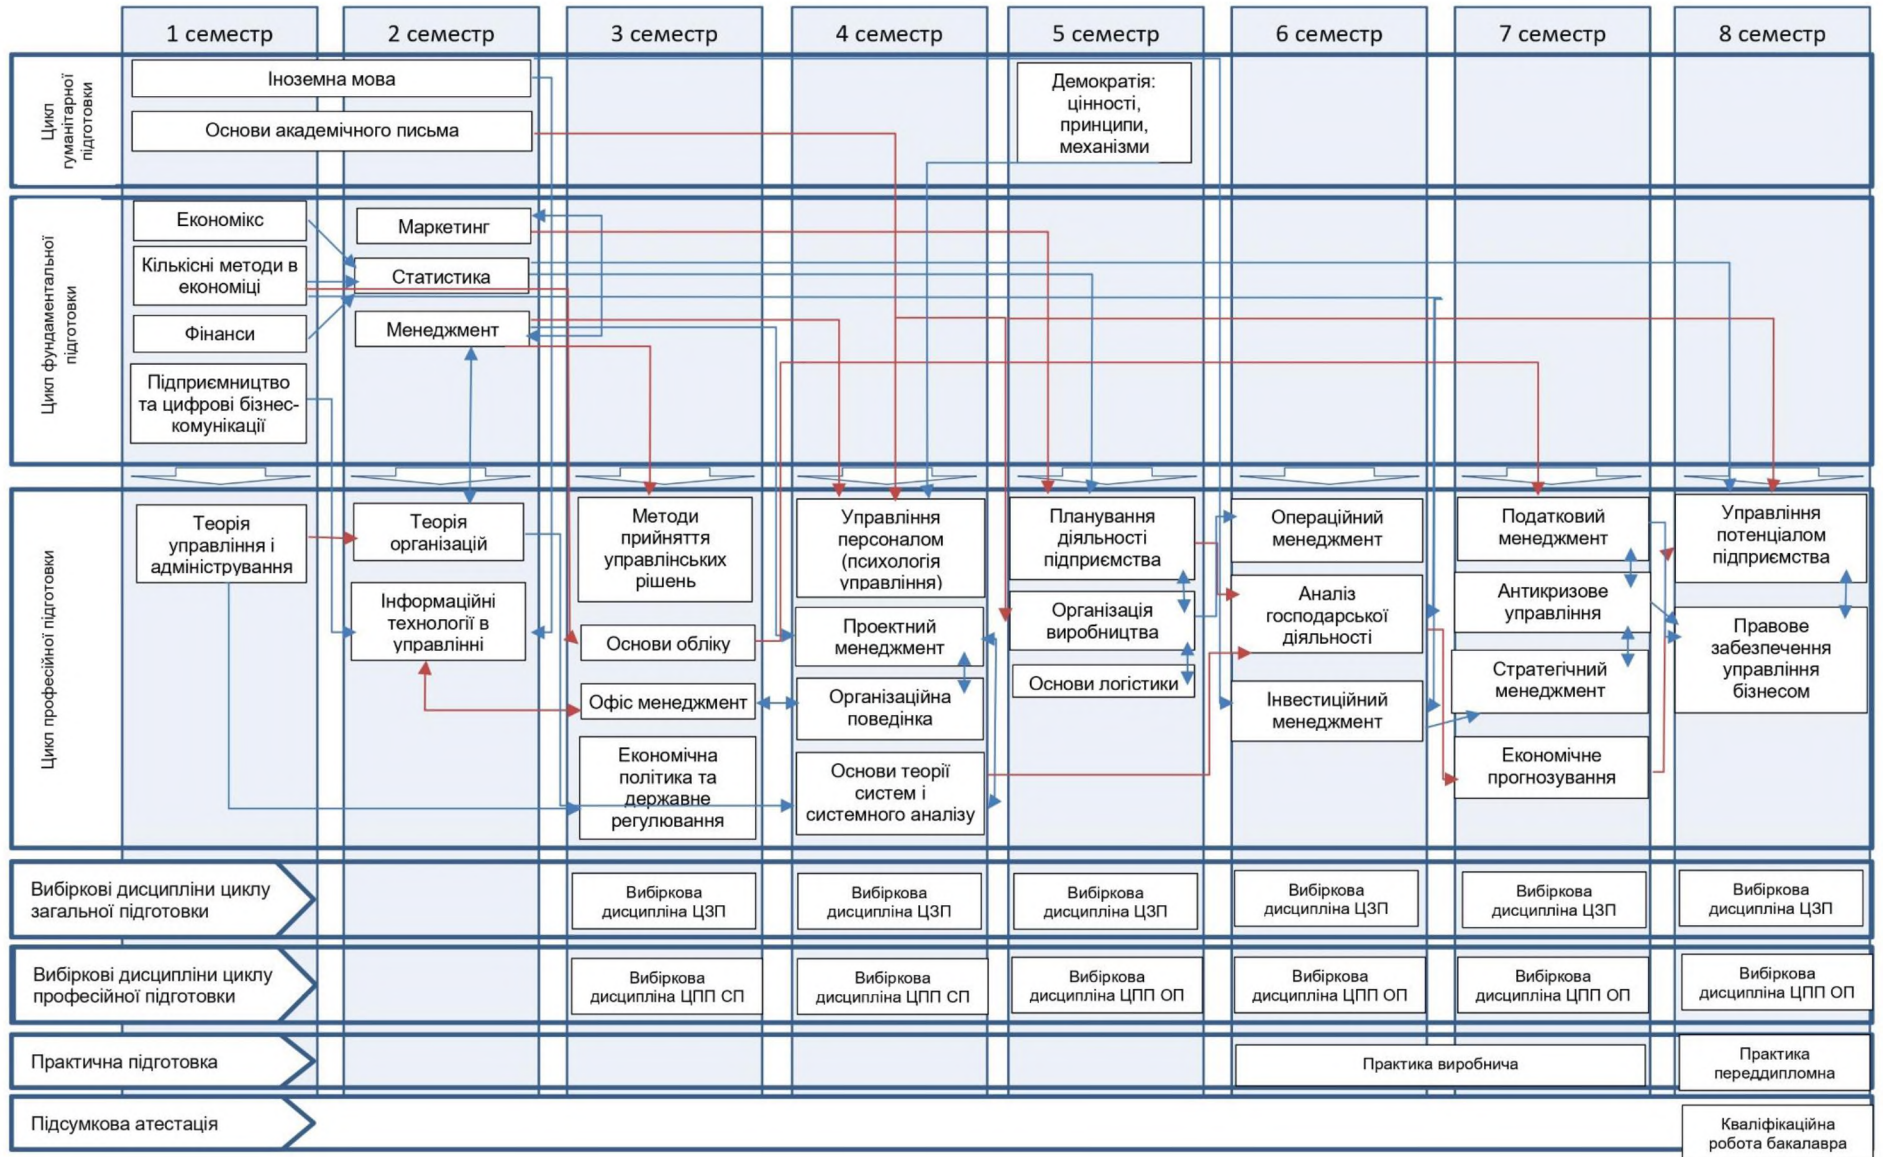 1 семестр
2 семестр
3 семестр
4 семестр
5 семестр
6 семестр
7 семестр
8 семестр
Цикл
гуманітарної
підготовки
Іноземна мова
Основи академічного письма
Демократія:
цінності,
принципи,
механізми
Цикл фундаментальної
підготовки
Економікс
Кількісні методи в
економіці
Фінанси
Підприємництво
та цифрові бізнес-
комунікації
Маркетинг
Статистика
Менеджмент
Цикл професійної підготовки
Теорія
управління і
адміністрування
Теорія
організацій
Інформаційні
технології в
управлінні
Методи
прийняття
управлінських
рішень
Основи обліку
Офіс менеджмент
Економічна
політика та
державне
регулювання
Управління
персоналом
(психологія
управління)
Проектний
менеджмент
Організаційна
поведінка
Основи теорії
систем і
системного аналізу
Планування
діяльності
підприємства
Організація
виробництва
Основи логістики
Операційний
менеджмент
Аналіз
господарської
діяльності
Інвестиційний
менеджмент
Податковий
менеджмент
Антикризове
управління
Стратегічний
менеджмент
Економічне
прогнозування
Управління
потенціалом
підприємства
Правове
забезпечення
управління
бізнесом
Вибіркові дисципліни циклу
загальної підготовки
Вибіркова
дисципліна ЦЗП
Вибіркова
дисципліна ЦЗП
Вибіркова
дисципліна ЦЗП
Вибіркова
дисципліна ЦЗП
Вибіркова
дисципліна ЦЗП
Вибіркова
дисципліна ЦЗП
Вибіркові дисципліни циклу
професійної підготовки
Вибіркова
дисципліна ЦПП СП
Вибіркова
дисципліна ЦПП СП
Вибіркова
дисципліна ЦПП ОП
Вибіркова
дисципліна ЦПП ОП
Вибіркова
дисципліна ЦПП ОП
Вибіркова
дисципліна ЦПП ОП
Практична підготовка
Практика виробнича
Практика
переддипломна
Підсумкова атестація
Кваліфікаційна
робота бакалавра